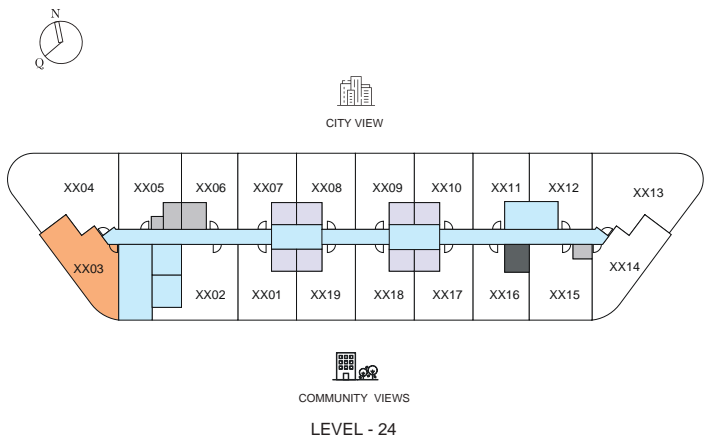 N
Q
CITY VIEW
XX04
XX05
XX06
XX07
XX08
XX09
XX10
XX11
XX12
XX13
XX03
XX14
XX02
XX01
XX19
XX18
XX17
XX16
XX15
COMMUNITY VIEWS
LEVEL - 24